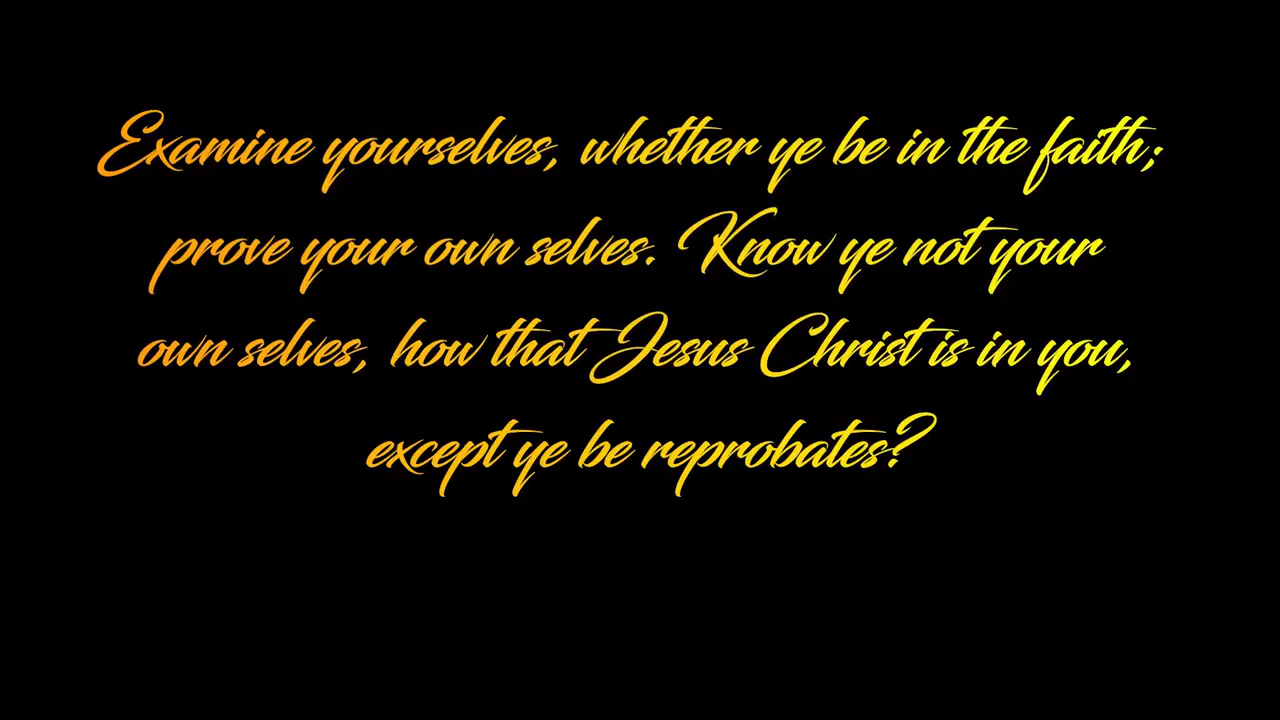 Examine yourselves, whether ye be in the faith;
prove your own selves. Know ye not your
own selves, how that Jesus Christ is in you,
except ye be reprobates?